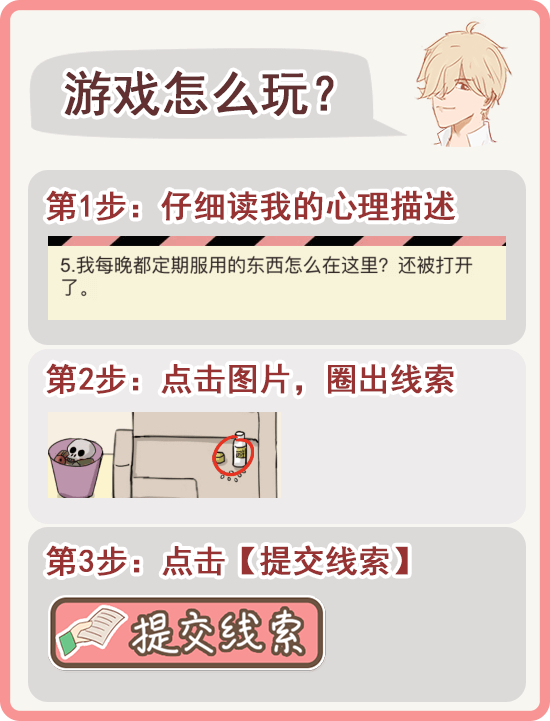 游戏怎么玩？
第1步：仔细读我的心理描述
5.我每晚都定期服用的东西怎么在这里？还被打开
了。
第2步：点击图片，圈出线索
第3步：点击【提交线索】
提交线索